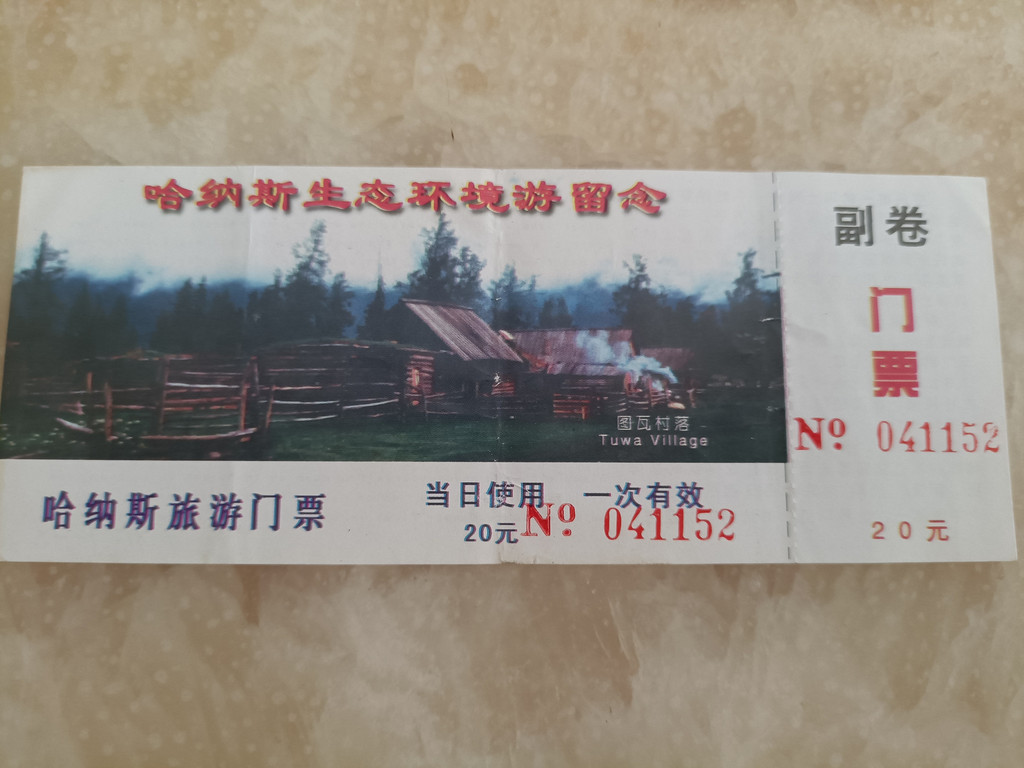 哈纳斯生态环境游留念
图瓦村落
Tuwa Village
哈纳斯旅游门票
当日使用 一次有效
20元
Nº 041152
副卷
门
票
Nº 041152
20元